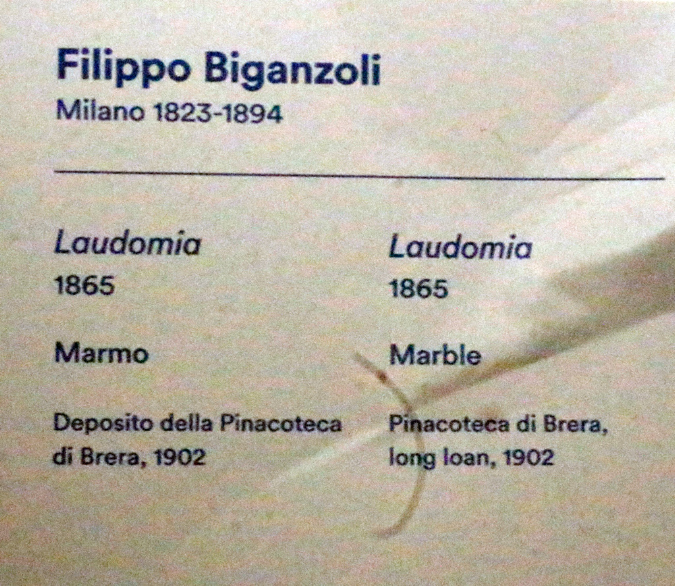 Filippo Biganzoli
Milano 1823-1894
Laudomia
1865
Marmo
Deposito della Pinacoteca
di Brera, 1902
Laudomia
1865
Marble
Pinacoteca di Brera,
long loan, 1902